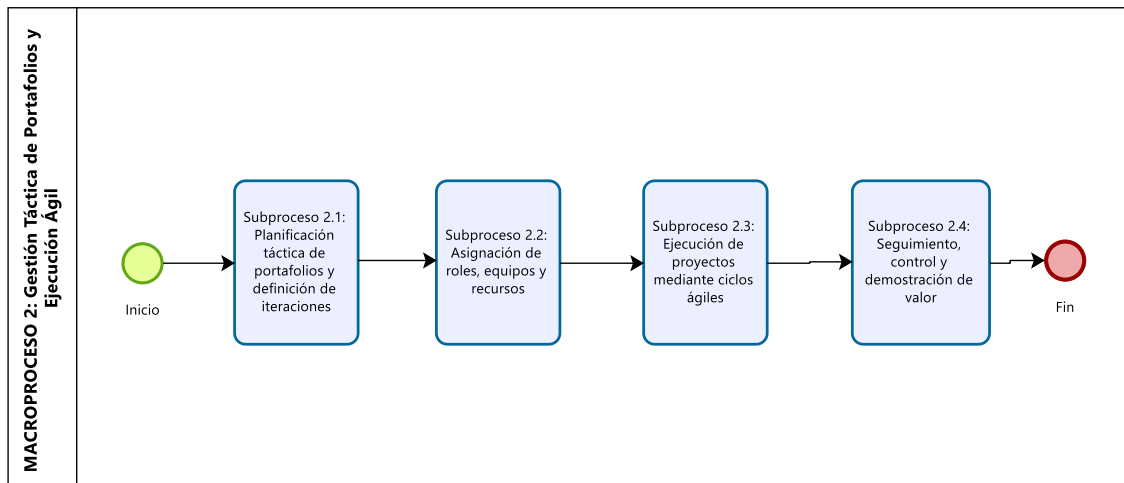 MACROPROCESO 2: Gestión Táctica de Portafolios y
Ejecución Ágil
Inicio
Subproceso 2.1:
Planificación
táctica de
portafolios y
definición de
iteraciones
Subproceso 2.2:
Asignación de
roles, equipos y
recursos
Subproceso 2.3:
Ejecución de
proyectos
mediante ciclos
ágiles
Subproceso 2.4:
Seguimiento,
control y
demostración de
valor
Fin